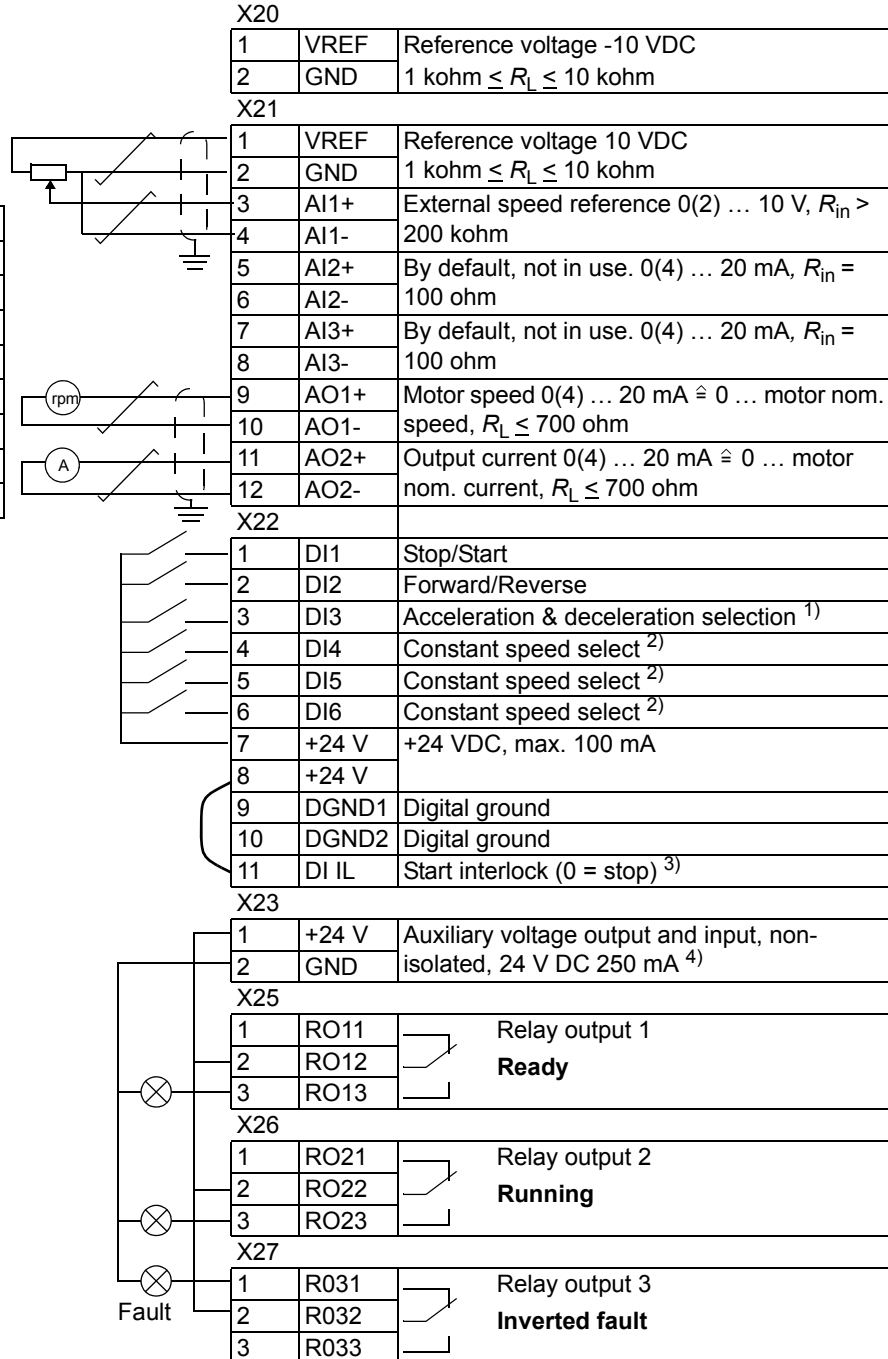 X20
1 VREF Reference voltage -10 VDC
2 GND 1 kohm ≤ RL ≤ 10 kohm
X21
1 VREF Reference voltage 10 VDC
2 GND 1 kohm ≤ RL ≤ 10 kohm
3 AI1+ External speed reference 0(2) … 10 V, Rin >
4 AI1- 200 kohm
5 AI2+ By default, not in use. 0(4) … 20 mA, Rin =
6 AI2- 100 ohm
7 AI3+ By default, not in use. 0(4) … 20 mA, Rin =
8 AI3- 100 ohm
rpm 9 AO1+ Motor speed 0(4) … 20 mA ≘ 0 … motor nom.
10 AO1- speed, RL ≤ 700 ohm
A 11 AO2+ Output current 0(4) … 20 mA ≘ 0 … motor
12 AO2- nom. current, RL ≤ 700 ohm
X22
1 DI1 Stop/Start
2 DI2 Forward/Reverse
3 DI3 Acceleration & deceleration selection 1)
4 DI4 Constant speed select 2)
5 DI5 Constant speed select 2)
6 DI6 Constant speed select 2)
7 +24 V +24 VDC, max. 100 mA
8 +24 V
9 DGND1 Digital ground
10 DGND2 Digital ground
11 DI IL Start interlock (0 = stop) 3)
X23
1 +24 V Auxiliary voltage output and input, non-
2 GND isolated, 24 V DC 250 mA 4)
X25
1 RO11 Relay output 1
2 RO12 Ready
3 RO13
X26
1 RO21 Relay output 2
2 RO22 Running
3 RO23
X27
1 R031 Relay output 3
Fault 2 R032 Inverted fault
3 R033